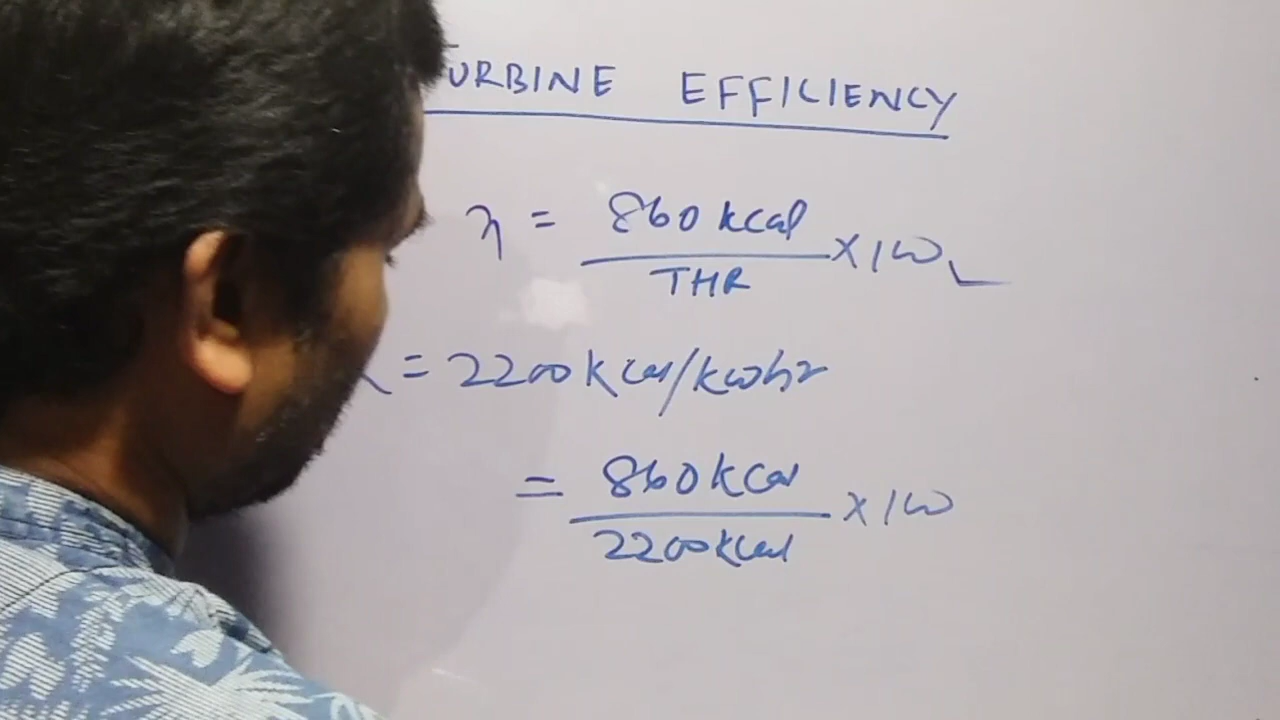 URBINE EFFICIENCY
η = 860 kcal / THR × 100
= 2200 kcal/kwhr
= 860 kcal / 2200 kcal × 100